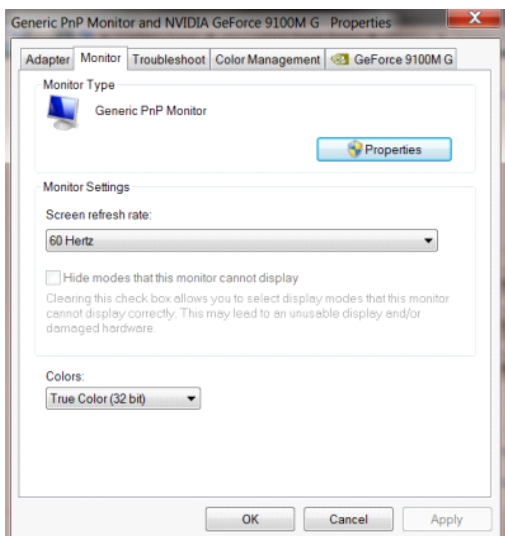 Generic PnP Monitor and NVIDIA GeForce 9100M G Properties
Adapter Monitor Troubleshoot Color Management GeForce 9100M G
Monitor Type
Generic PnP Monitor
Properties
Monitor Settings
Screen refresh rate:
60 Hertz
Hide modes that this monitor cannot display
Clearing this check box allows you to select display modes that this monitor
cannot display correctly. This may lead to an unusable display and/or
damaged hardware.
Colors:
True Color (32 bit)
OK Cancel Apply